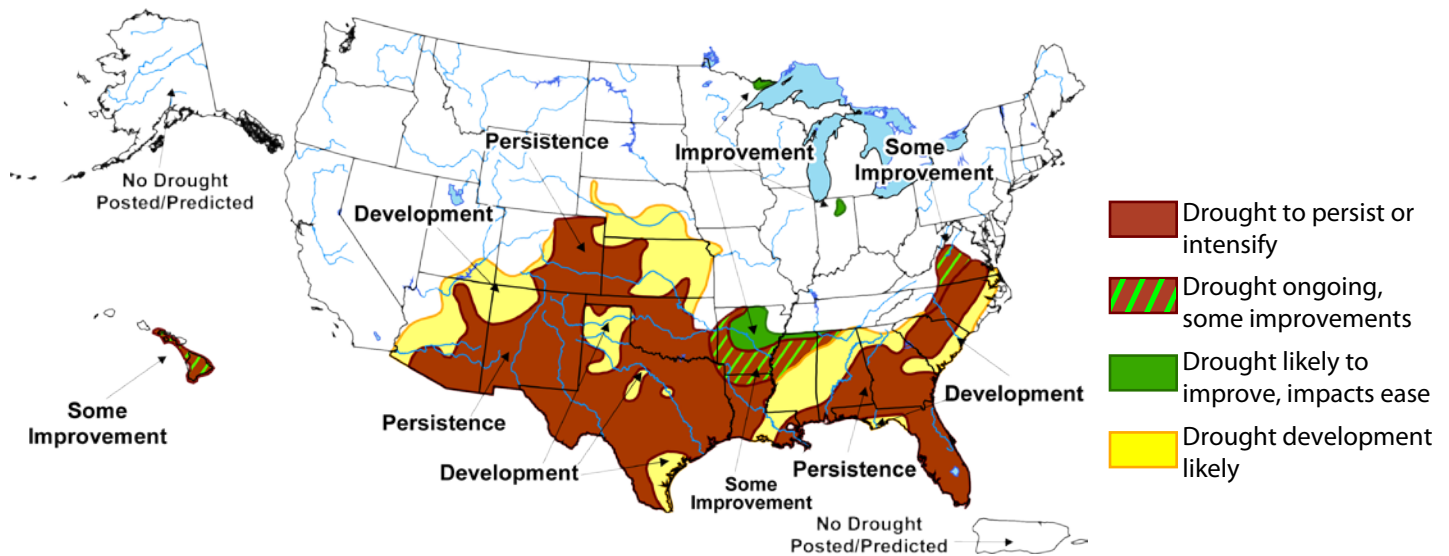 Persistence
Improvement
Some
Improvement
No Drought
Posted/Predicted
Development
Drought to persist or
intensify
Drought ongoing,
some improvements
Drought likely to
improve, impacts ease
Drought development
likely
Some
Improvement
Persistence
Development
Development
Some
Improvement
Persistence
No Drought
Posted/Predicted